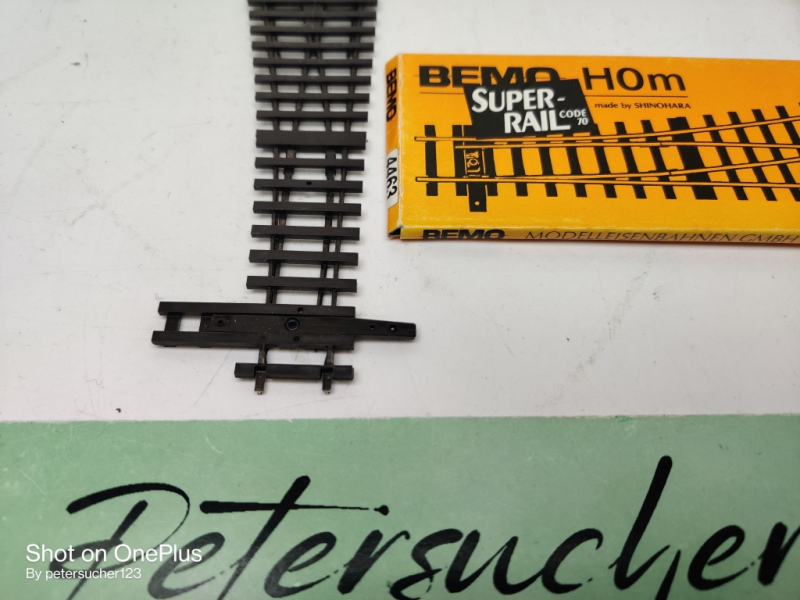 BEMO H0m
SUPER-
RAIL CODE 70
made by SHINOHARA
BEMO
4463
BEMO MODELLEISENBAHNEN GMBH
Petersucher
Shot on OnePlus
By petersucher123